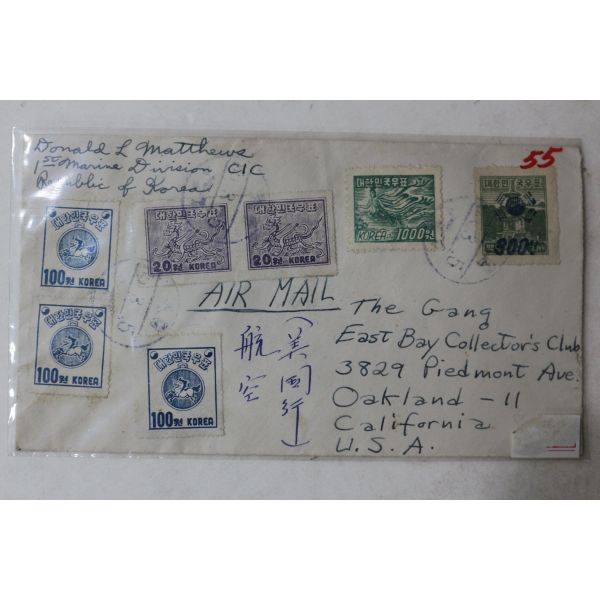 Donald L Matthews
1st Marine Division CIC
Republic of Korea
55
대한민국우표
100원 KOREA
대한민국우표
20원 KOREA
대한민국우표
20원 KOREA
대한민국우표
KOREA 1000원
대한민국우표
300원
대한민국우표
100원 KOREA
대한민국우표
100원 KOREA
AIR MAIL
航空
(美国行)
The Gang
East Bay Collector's Club
3829 Piedmont Ave.
Oakland - 11
California
U.S.A.